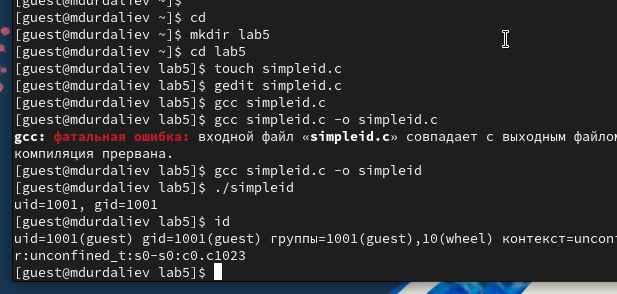 [guest@mdurdaliev ~]$
[guest@mdurdaliev ~]$ cd
[guest@mdurdaliev ~]$ mkdir lab5
[guest@mdurdaliev ~]$ cd lab5
[guest@mdurdaliev lab5]$ touch simpleid.c
[guest@mdurdaliev lab5]$ gedit simpleid.c
[guest@mdurdaliev lab5]$ gcc simpleid.c
[guest@mdurdaliev lab5]$ gcc simpleid.c -o simpleid.c
gcc: фатальная ошибка: входной файл «simpleid.c» совпадает с выходным файлом
компиляция прервана.
[guest@mdurdaliev lab5]$ gcc simpleid.c -o simpleid
[guest@mdurdaliev lab5]$ ./simpleid
uid=1001, gid=1001
[guest@mdurdaliev lab5]$ id
uid=1001(guest) gid=1001(guest) группы=1001(guest),10(wheel) контекст=uncon
r:unconfined_t:s0-s0:c0.c1023
[guest@mdurdaliev lab5]$